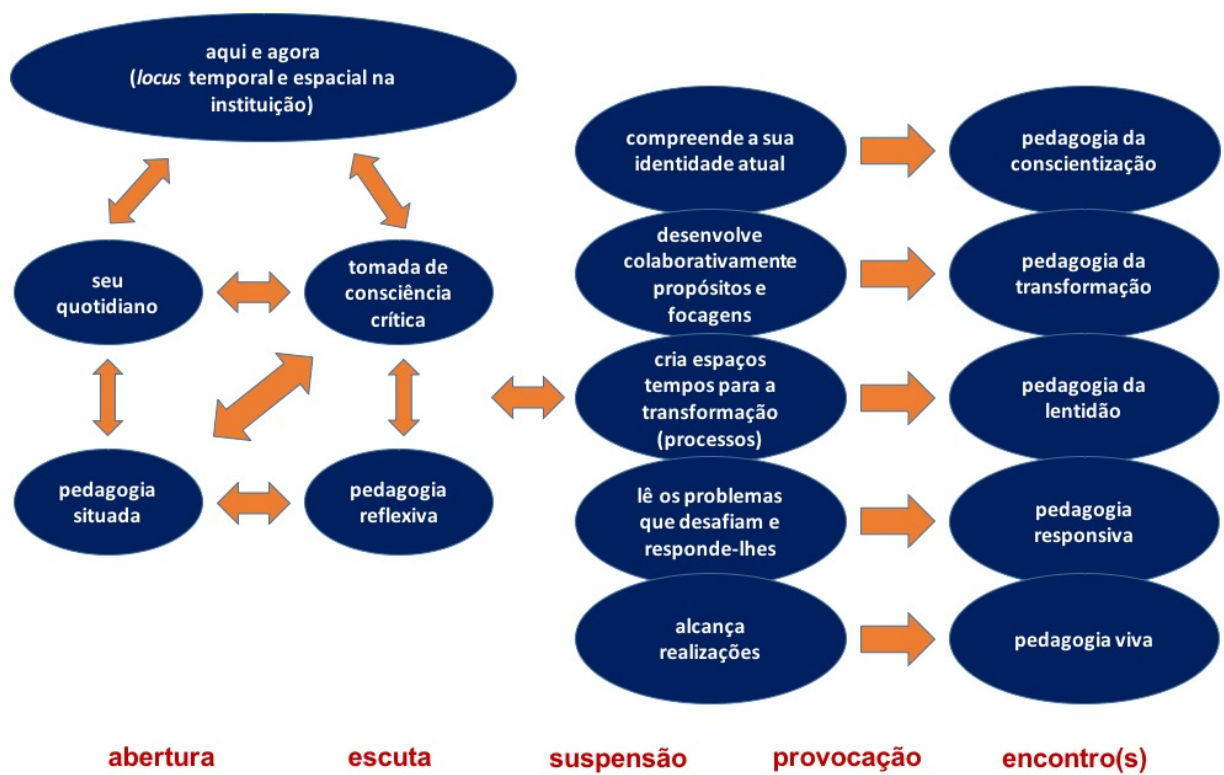 aqui e agora
(locus temporal e espacial na
instituição)
seu
quotidiano
tomada de
consciência
crítica
pedagogia
situada
pedagogia
reflexiva
compreende a sua
identidade atual
pedagogia da
conscientização
desenvolve
colaborativamente
propósitos e
focagens
pedagogia da
transformação
cria espaços
tempos para a
transformação
(processos)
pedagogia da
lentidão
lê os problemas
que desafiam e
responde-lhes
pedagogia
responsiva
alcança
realizações
pedagogia viva
abertura
escuta
suspensão
provocação
encontro(s)